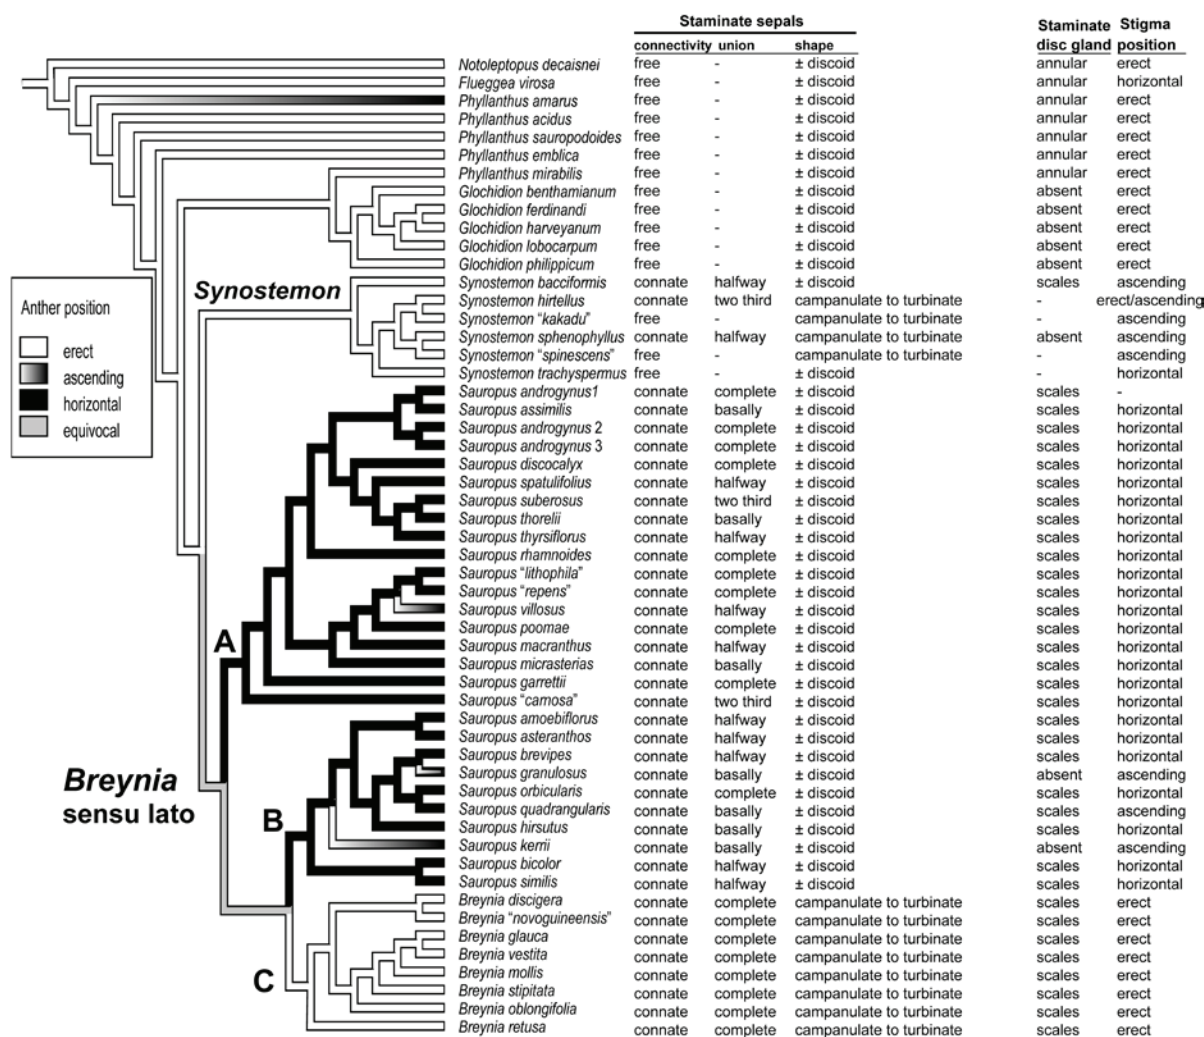 Staminate sepals
Staminate Stigma
connectivity union shape disc gland position
Notoleptopus decaisnei free - ± discoid annular erect
Flueggea virosa free - ± discoid annular horizontal
Phyllanthus amarus free - ± discoid annular erect
Phyllanthus acidus free - ± discoid annular erect
Phyllanthus sauropodoides free - ± discoid annular erect
Phyllanthus emblica free - ± discoid annular erect
Phyllanthus mirabilis free - ± discoid annular erect
Glochidion benthamianum free - ± discoid absent erect
Glochidion ferdinandi free - ± discoid absent erect
Glochidion harveyanum free - ± discoid absent erect
Glochidion lobocarpum free - ± discoid absent erect
Glochidion philippicum free - ± discoid absent erect
Synostemon bacciformis connate halfway ± discoid scales ascending
Synostemon hirtellus connate two third campanulate to turbinate - erect/ascending
Synostemon "kakadu" free - campanulate to turbinate - ascending
Synostemon sphenophyllus connate halfway campanulate to turbinate absent ascending
Synostemon "spinescens" free - campanulate to turbinate - ascending
Synostemon trachyspermus free - ± discoid - horizontal
Sauropus androgynus1 connate complete ± discoid scales -
Sauropus assimilis connate basally ± discoid scales horizontal
Sauropus androgynus 2 connate complete ± discoid scales horizontal
Sauropus androgynus 3 connate complete ± discoid scales horizontal
Sauropus discocalyx connate complete ± discoid scales horizontal
Sauropus spatulifolius connate halfway ± discoid scales horizontal
Sauropus suberosus connate two third ± discoid scales horizontal
Sauropus thorelii connate basally ± discoid scales horizontal
Sauropus thyrsiflorus connate halfway ± discoid scales horizontal
Sauropus rhamnoides connate complete ± discoid scales horizontal
Sauropus "lithophila" connate complete ± discoid scales horizontal
Sauropus "repens" connate complete ± discoid scales horizontal
Sauropus villosus connate halfway ± discoid scales horizontal
Sauropus poomae connate complete ± discoid scales horizontal
Sauropus macranthus connate halfway ± discoid scales horizontal
Sauropus micrasterias connate basally ± discoid scales horizontal
Sauropus garrettii connate complete ± discoid scales horizontal
Sauropus "carnosa" connate two third ± discoid scales horizontal
Sauropus amoebiflorus connate halfway ± discoid scales horizontal
Sauropus asteranthos connate halfway ± discoid scales horizontal
Sauropus brevipes connate halfway ± discoid scales horizontal
Sauropus granulosus connate basally ± discoid absent ascending
Sauropus orbicularis connate complete ± discoid scales horizontal
Sauropus quadrangularis connate basally ± discoid scales ascending
Sauropus hirsutus connate basally ± discoid scales horizontal
Sauropus kerrii connate basally ± discoid absent ascending
Sauropus bicolor connate halfway ± discoid scales horizontal
Sauropus similis connate halfway ± discoid scales horizontal
Breynia discigera connate complete campanulate to turbinate scales erect
Breynia "novoguineensis" connate complete campanulate to turbinate scales erect
Breynia glauca connate complete campanulate to turbinate scales erect
Breynia vestita connate complete campanulate to turbinate scales erect
Breynia mollis connate complete campanulate to turbinate scales erect
Breynia stipitata connate complete campanulate to turbinate scales erect
Breynia oblongifolia connate complete campanulate to turbinate scales erect
Breynia retusa connate complete campanulate to turbinate scales erect
Synostemon
Anther position
erect
ascending
horizontal
equivocal
A
Breynia
sensu lato
B
C